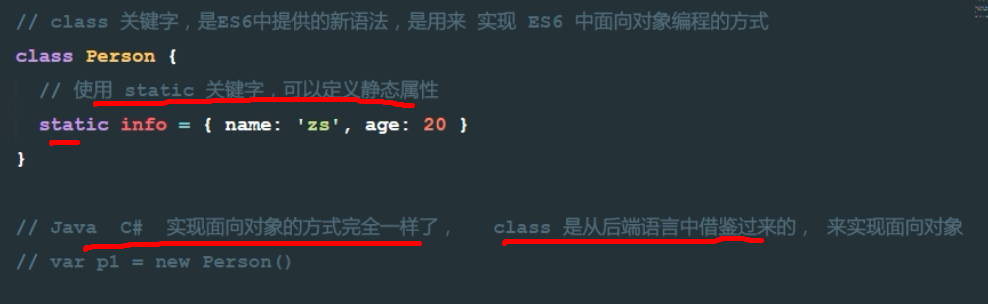 // class 关键字，是ES6中提供的新语法，是用来 实现 ES6 中面向对象编程的方式
class Person {
// 使用 static 关键字，可以定义静态属性
static info = { name: 'zs', age: 20 }
}
// Java C# 实现面向对象的方式完全一样了， class 是从后端语言中借鉴过来的， 来实现面向对象
// var p1 = new Person()